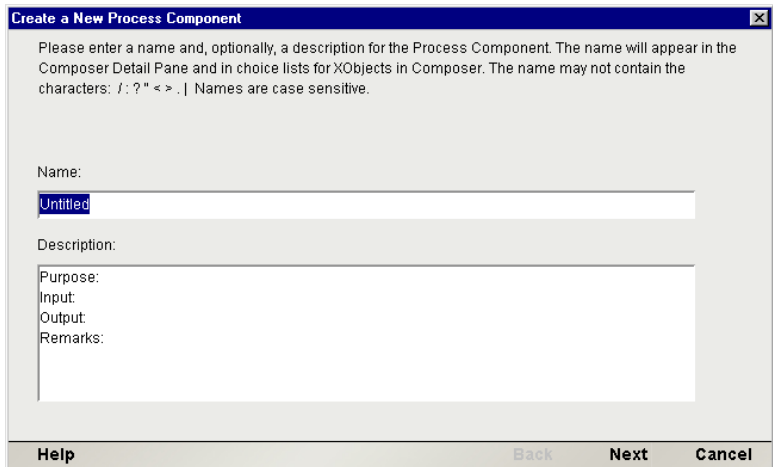 Create a New Process Component
Please enter a name and, optionally, a description for the Process Component. The name will appear in the
Composer Detail Pane and in choice lists for XObjects in Composer. The name may not contain the
characters: / : ? " < > . | Names are case sensitive.
Name:
Untitled
Description:
Purpose:
Input:
Output:
Remarks:
Help Back Next Cancel